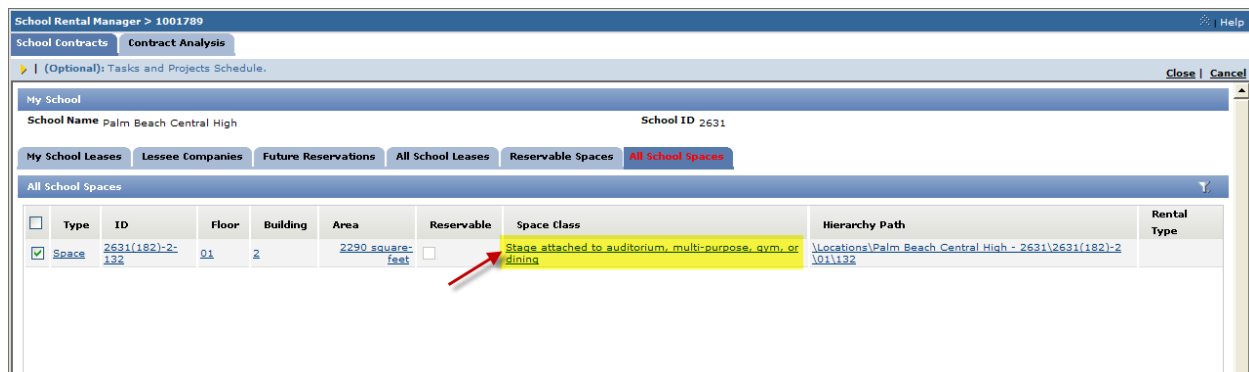 School Rental Manager > 1001789
| Help
School Contracts Contract Analysis
| (Optional): Tasks and Projects Schedule.
Close | Cancel
My School
School Name Palm Beach Central High School ID 2631
My School Leases Lessee Companies Future Reservations All School Leases Reservable Spaces All School Spaces
All School Spaces
Type ID Floor Building Area Reservable Space Class Hierarchy Path Rental
Type
Space 2631(182)-2- 01 2 2290 square- Stage attached to auditorium, multi-purpose, gym, or \Locations\Palm Beach Central High - 2631\2631(182)-2
132 feet dining \01\132